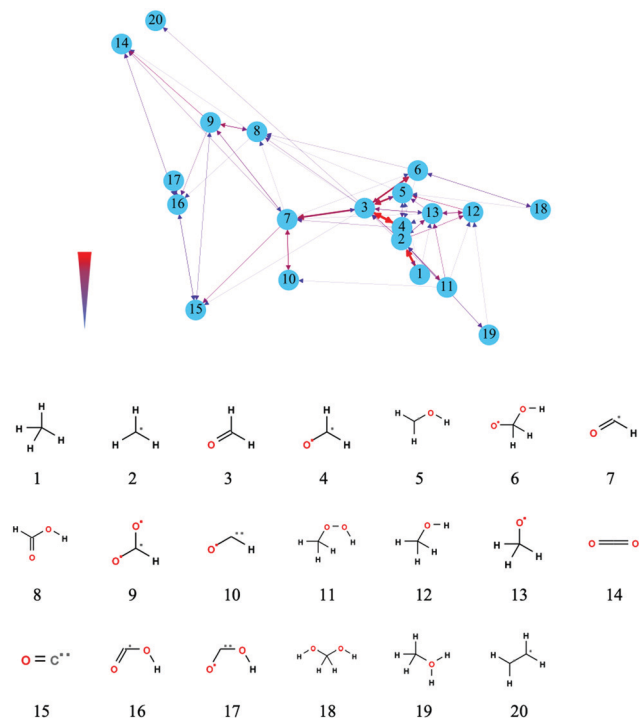 20
14
9
8
6
17
5
18
16
3
13
12
7
4
2
1
10
11
15
19
H H H O H
H * H O H O• H *
H H O O• * H O• H
H H H H H H H H O H
1 2 3 4 5 6 7
O• O H O•
H O H * ** O O H H
O O• H O H H H H H H H H O O
8 9 10 11 12 13 14
* ** H H H *
O = C** O O O O H O H H
O H O• H H H H H H H
15 16 17 18 19 20